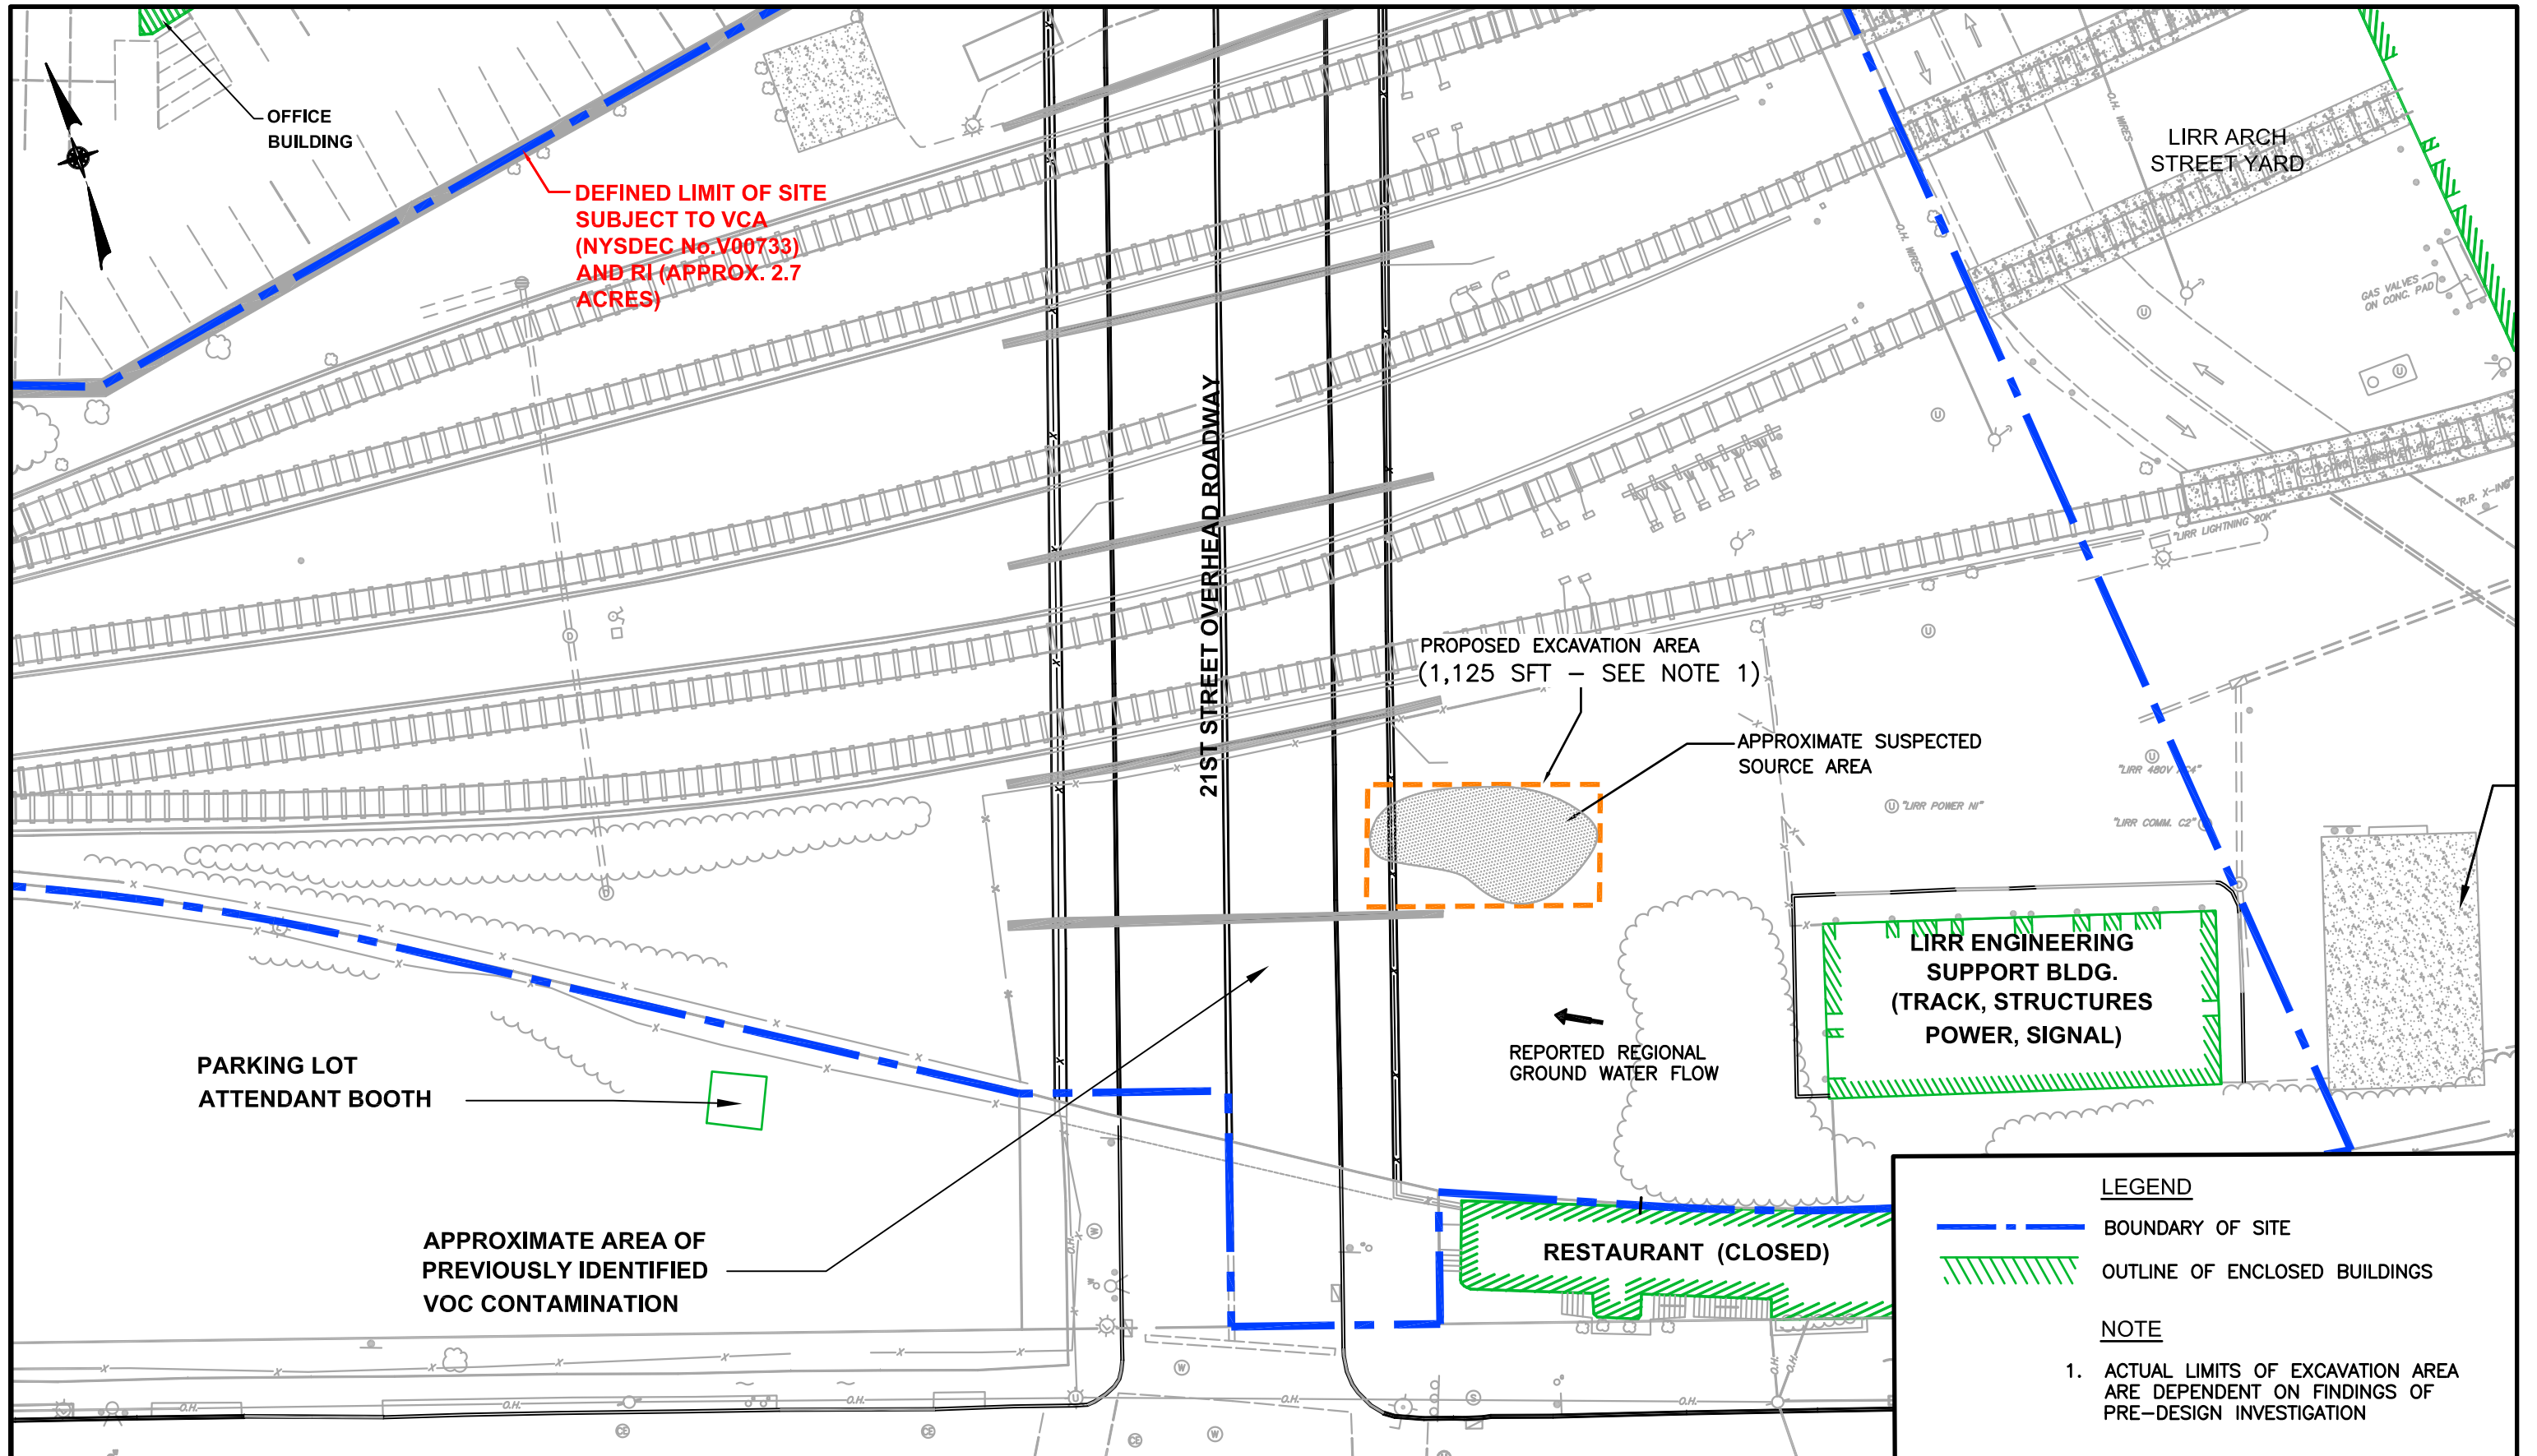 OFFICE
BUILDING
DEFINED LIMIT OF SITE
SUBJECT TO VCA
(NYSDEC No.V00733)
AND RI (APPROX. 2.7
ACRES)
O.H. WIRES
O.H. WIRES
LIRR ARCH
STREET YARD
GAS VALVES
ON CONC. PAD
21ST STREET OVERHEAD ROADWAY
"R.R. X-ING"
"LIRR LIGHTNING 20K"
PROPOSED EXCAVATION AREA
(1,125 SFT – SEE NOTE 1)
APPROXIMATE SUSPECTED
SOURCE AREA
"LIRR POWER N1"
"LIRR COMM. C2"
LIRR ENGINEERING
SUPPORT BLDG.
(TRACK, STRUCTURES
POWER, SIGNAL)
REPORTED REGIONAL
GROUND WATER FLOW
PARKING LOT
ATTENDANT BOOTH
APPROXIMATE AREA OF
PREVIOUSLY IDENTIFIED
VOC CONTAMINATION
RESTAURANT (CLOSED)
O.H.
O.H.
O.H.
O.H.
O.H.
O.H.
O.H.
LEGEND
BOUNDARY OF SITE
OUTLINE OF ENCLOSED BUILDINGS
NOTE
1. ACTUAL LIMITS OF EXCAVATION AREA
ARE DEPENDENT ON FINDINGS OF
PRE–DESIGN INVESTIGATION